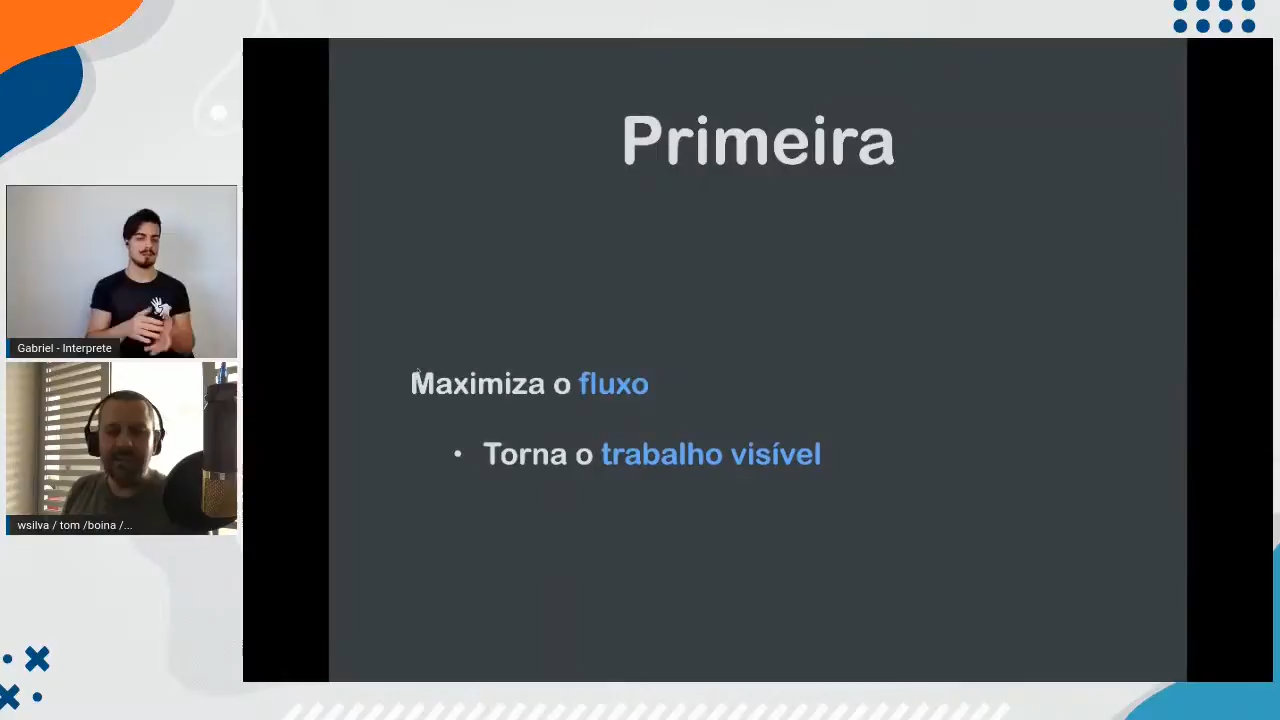 Primeira
Maximiza o fluxo
• Torna o trabalho visível
Gabriel - Interprete
wsilva / tom /boina /...